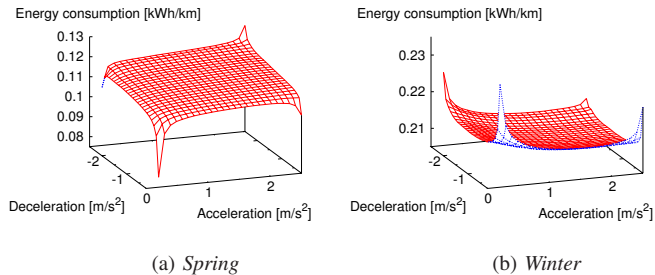 Energy consumption [kWh/km]
0.13
0.12
0.11
0.1
0.09
0.08
-2
-1
0
1
2
Deceleration [m/s²]
Acceleration [m/s²]
(a) Spring
Energy consumption [kWh/km]
0.23
0.22
0.21
-2
-1
0
1
2
Deceleration [m/s²]
Acceleration [m/s²]
(b) Winter